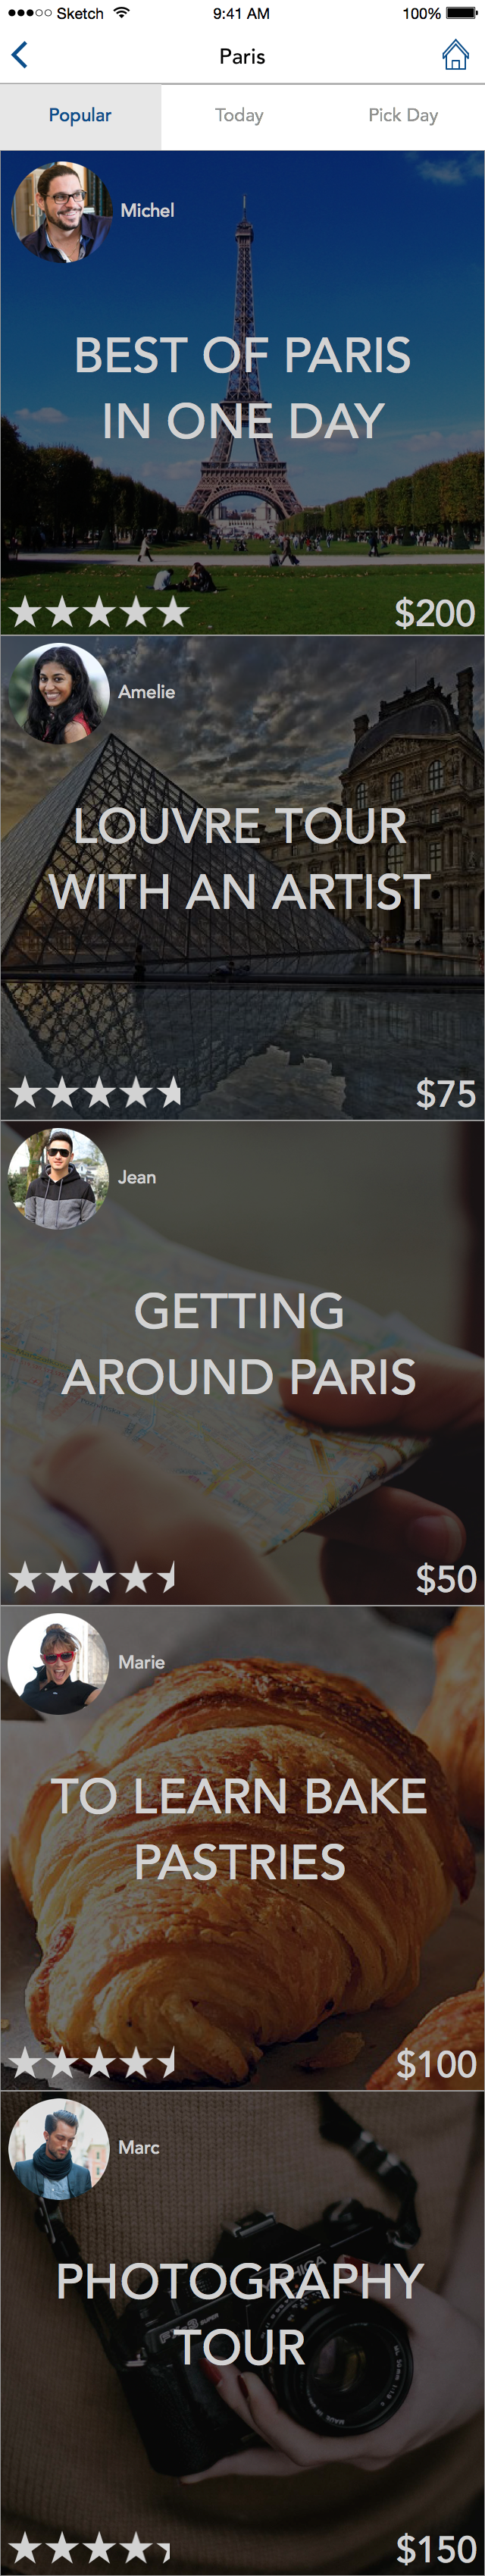 Sketch 9:41 AM 100%
Paris
Popular Today Pick Day
Michel
BEST OF PARIS
IN ONE DAY
$200
Amelie
LOUVRE TOUR
WITH AN ARTIST
$75
Jean
GETTING
AROUND PARIS
$50
Marie
TO LEARN BAKE
PASTRIES
$100
Marc
PHOTOGRAPHY
TOUR
$150